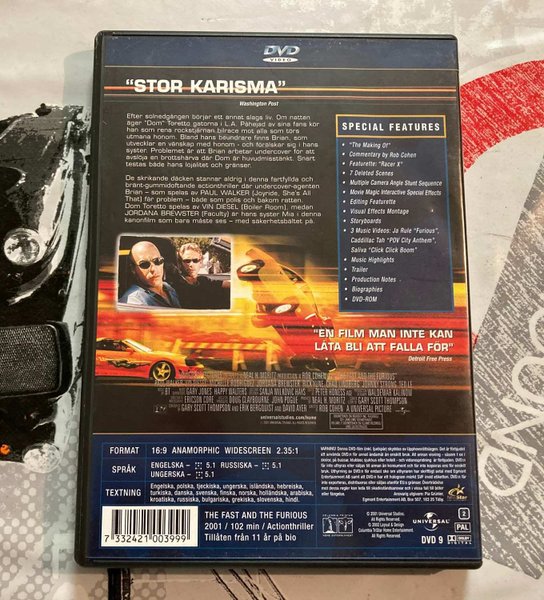 DVD
VIDEO
"STOR KARISMA"
Washington Post
Efter solnedgången börjar ett annat slags liv. Om natten
äger "Dom" Toretto gatorna i L.A. Påhejad av sina fans kör
han som rena rockstjärnan bilrace mot alla som törs
utmana honom. Bland hans beundrare finns Brian, som
utvecklar en vänskap med honom - och förälskar sig i hans
syster. Problemet är att Brian arbetar undercover för att
avslöja en brottshärva där Dom är huvudmisstänkt. Snart
testas både hans lojalitet och gränser.
De skrikande däcken stannar aldrig i denna fartfyllda och
bränt-gummidoftande actionthriller där undercover-agenten
Brian – som spelas av PAUL WALKER (Joyride, She's All
That) får problem – både som polis och bakom ratten.
Dom Toretto spelas av VIN DIESEL (Boiler Room), medan
JORDANA BREWSTER (Faculty) är hans syster Mia i denna
kanonfilm som bara måste ses – med säkerhetsbältet på.
SPECIAL FEATURES
• "The Making Of"
• Commentary by Rob Cohen
• Featurette: "Racer X"
• 7 Deleted Scenes
• Multiple Camera Angle Stunt Sequence
• Movie Magic Interactive Special Effects
• Editing Featurette
• Visual Effects Montage
• Storyboards
• 3 Music Videos: Ja Rule "Furious",
Caddillac Tah "POV City Anthem",
Saliva "Click Click Boom"
• Music Highlights
• Trailer
• Production Notes
• Biographies
• DVD-ROM
"EN FILM MAN INTE KAN
LÅTA BLI ATT FALLA FÖR"
Detroit Free Press
universalstudios.com/home
FORMAT 16:9 ANAMORPHIC WIDESCREEN 2.35:1
SPRÅK ENGELSKA - 5.1 RUSSISKA - 5.1
UNGERSKA - 5.1
TEXTNING Engelska, polska, tjeckiska, ungerska, isländska, hebreiska,
turkiska, danska, svenska, finska, norska, holländska, arabiska,
kroatiska, russiska, bulgariska, grekiska, slovenska, hindi.
7 332421 003999
THE FAST AND THE FURIOUS
2001 / 102 min / Actionthriller
Tillåten från 11 år på bio
COLUMBIA TRISTAR
HOME ENTERTAINMENT
UNIVERSAL
DVD 9
2
PAL